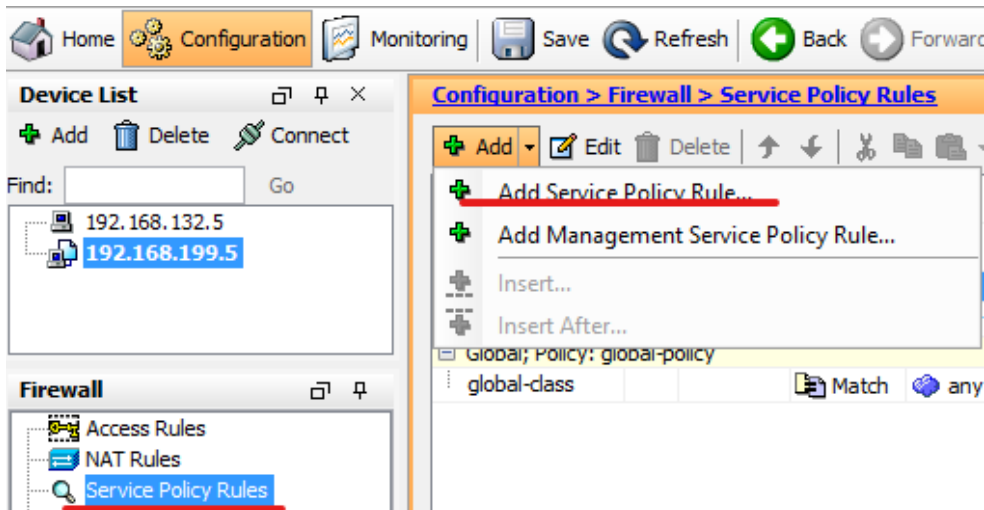 Home Configuration Monitoring Save Refresh Back Forward
Device List
Add Delete Connect
Find: Go
192.168.132.5
192.168.199.5
Firewall
Access Rules
NAT Rules
Service Policy Rules
Configuration > Firewall > Service Policy Rules
Add Edit Delete
Add Service Policy Rule...
Add Management Service Policy Rule...
Insert...
Insert After...
Global; Policy: global-policy
global-class Match any